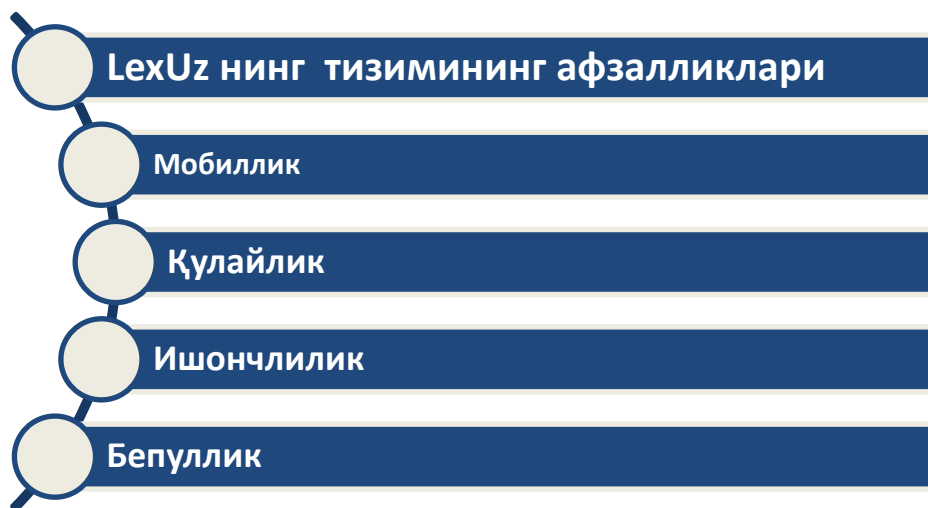 LexUz нинг тизимининг афзалликлари
Мобиллик
Қулайлик
Ишончлилик
Бепуллик